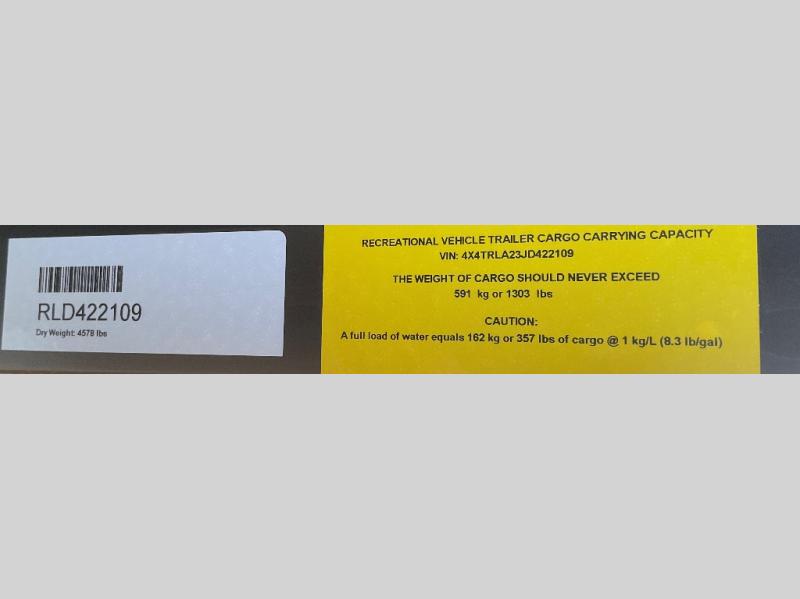 RLD422109
Dry Weight: 4578 lbs
RECREATIONAL VEHICLE TRAILER CARGO CARRYING CAPACITY
VIN: 4X4TRLA23JD422109
THE WEIGHT OF CARGO SHOULD NEVER EXCEED
591 kg or 1303 lbs
CAUTION:
A full load of water equals 162 kg or 357 lbs of cargo @ 1 kg/L (8.3 lb/gal)